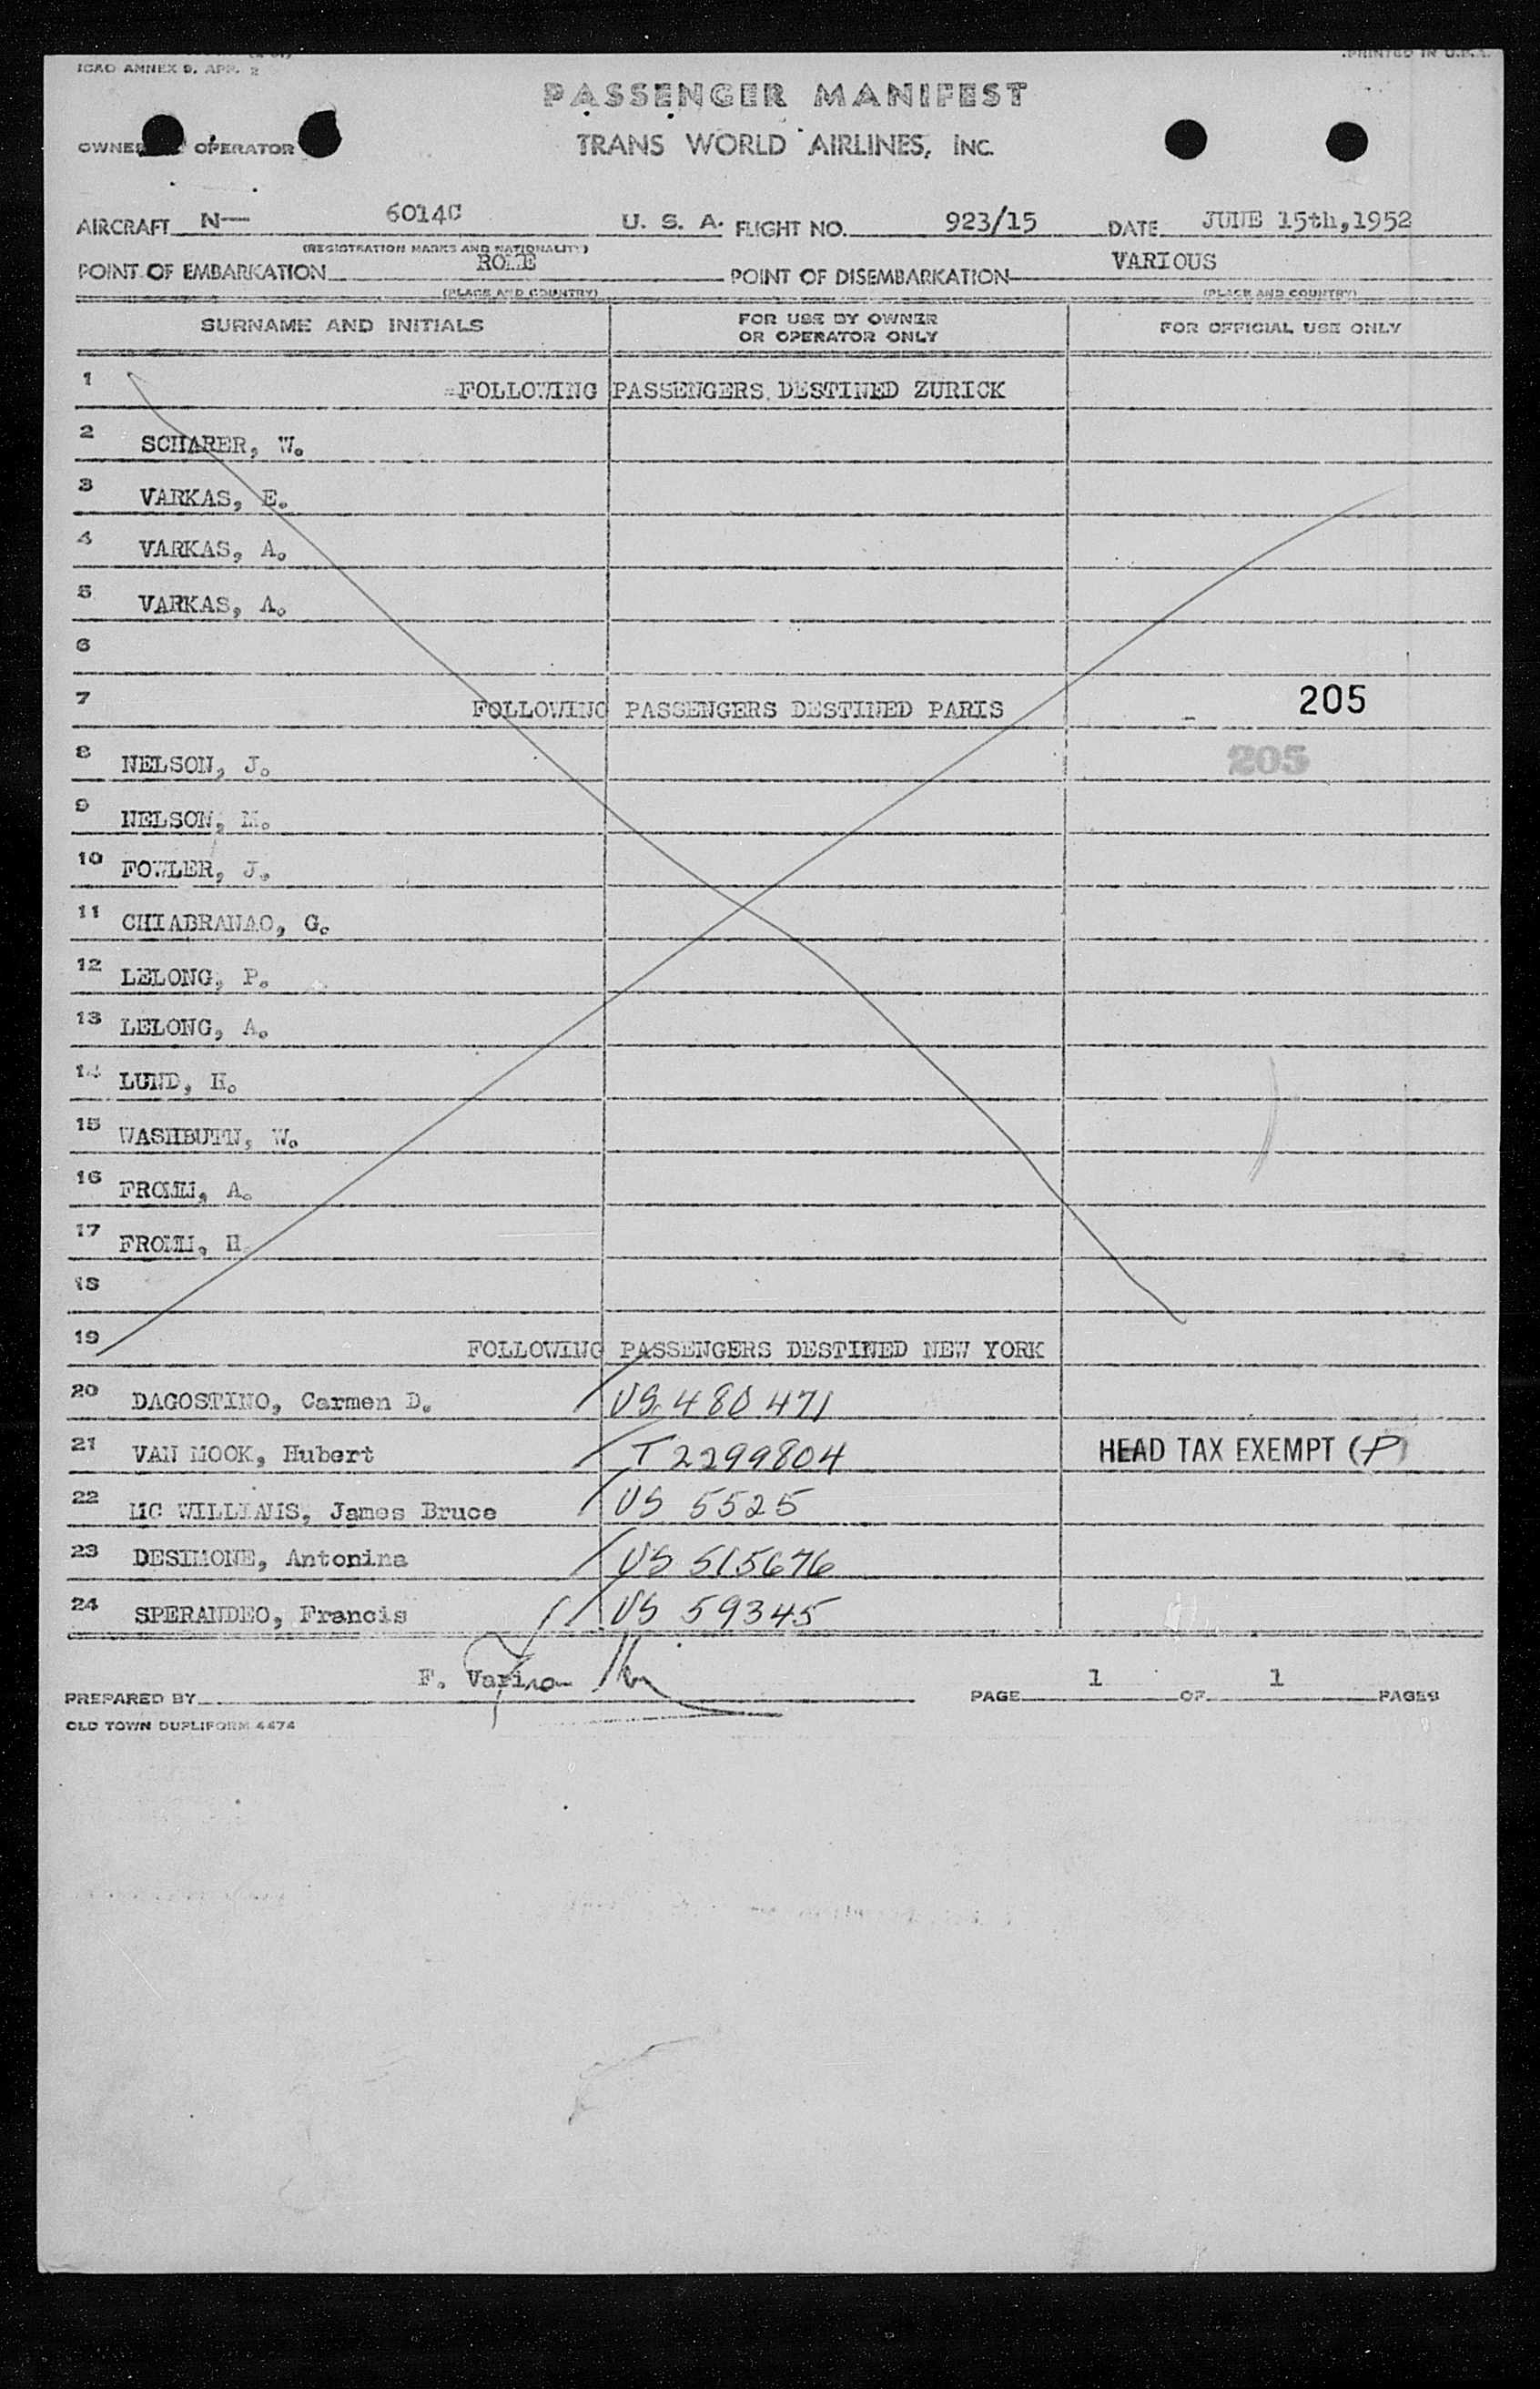 ICAO ANNEX 9, APP. 2
PRINTED IN U.S.A.
PASSENGER MANIFEST
OWNER OPERATOR
TRANS WORLD AIRLINES, INC.
AIRCRAFT N— 6014C U. S. A. FLIGHT NO. 923/15 DATE JUNE 15th,1952
(REGISTRATION MARKS AND NATIONALITY)
POINT OF EMBARKATION ROME POINT OF DISEMBARKATION VARIOUS
(PLACE AND COUNTRY) (PLACE AND COUNTRY)
SURNAME AND INITIALS FOR USE BY OWNER OR OPERATOR ONLY FOR OFFICIAL USE ONLY
1 =FOLLOWING PASSENGERS DESTINED ZURICK
2 SCHARER, W.
3 VARKAS, E.
4 VARKAS, A.
5 VARKAS, A.
6
7 FOLLOWING PASSENGERS DESTINED PARIS 205
8 NELSON, J. 205
9 NELSON, M.
10 FOWLER, J.
11 CHIABRANAO, G.
12 LELONG, P.
13 LELONG, A.
14 LUND, H.
15 WASHBUTN, W.
16 FROMM, A.
17 FROMM, H
18
19 FOLLOWING PASSENGERS DESTINED NEW YORK
20 DAGOSTINO, Carmen D. US 480471
21 VAN MOOK, Hubert T 2299804 HEAD TAX EXEMPT (P)
22 MC WILLIAMS, James Bruce US 5525
23 DESIMONE, Antonina US 515676
24 SPERANDEO, Francis US 59345
PREPARED BY F. PAGE 1 OF 1 PAGES
OLD TOWN DUPLIFORM 4474